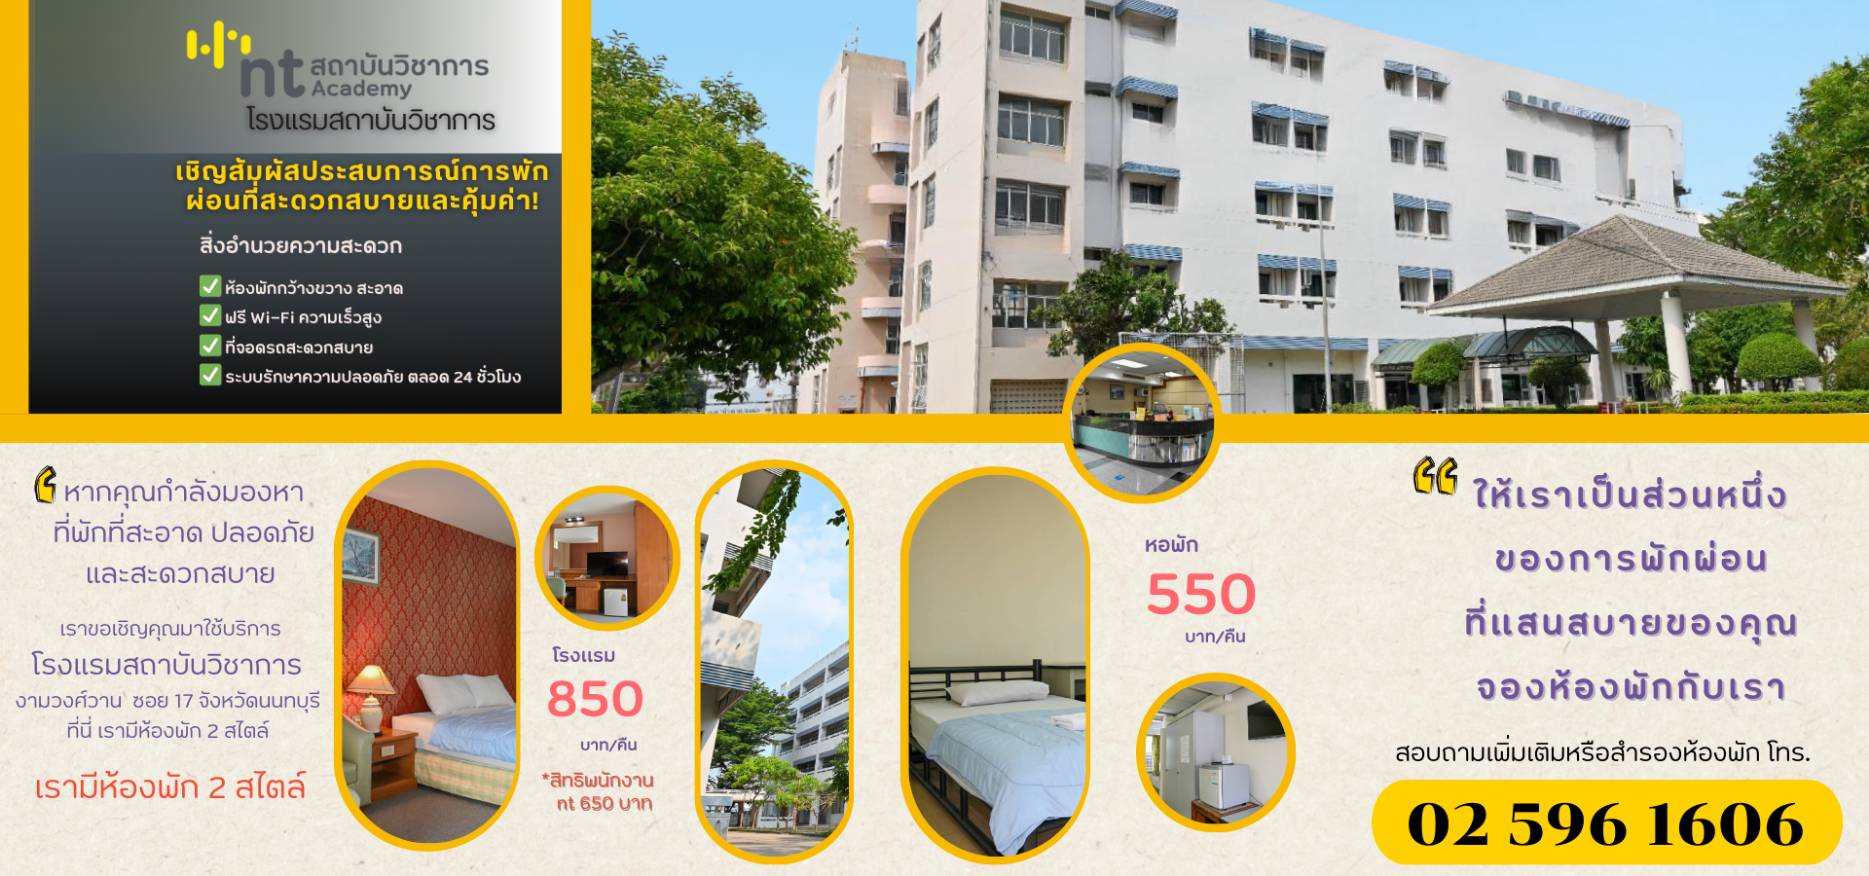 nt สถาบันวิชาการ
Academy
โรงแรมสถาบันวิชาการ
เชิญสัมผัสประสบการณ์การพัก
ผ่อนที่สะดวกสบายและคุ้มค่า!
สิ่งอำนวยความสะดวก
ห้องพักกว้างขวาง สะอาด
ฟรี Wi-Fi ความเร็วสูง
ที่จอดรถสะดวกสบาย
ระบบรักษาความปลอดภัย ตลอด 24 ชั่วโมง
หากคุณกำลังมองหา
ที่พักที่สะอาด ปลอดภัย
และสะดวกสบาย
เราขอเชิญคุณมาใช้บริการ
โรงแรมสถาบันวิชาการ
งามวงศ์วาน ซอย 17 จังหวัดนนทบุรี
ที่นี่ เรามีห้องพัก 2 สไตล์
เรามีห้องพัก 2 สไตล์
โรงแรม
850
บาท/คืน
*สิทธิพนักงาน
nt 650 บาท
หอพัก
550
บาท/คืน
ให้เราเป็นส่วนหนึ่ง
ของการพักผ่อน
ที่แสนสบายของคุณ
จองห้องพักกับเรา
สอบถามเพิ่มเติมหรือสำรองห้องพัก โทร.
02 596 1606